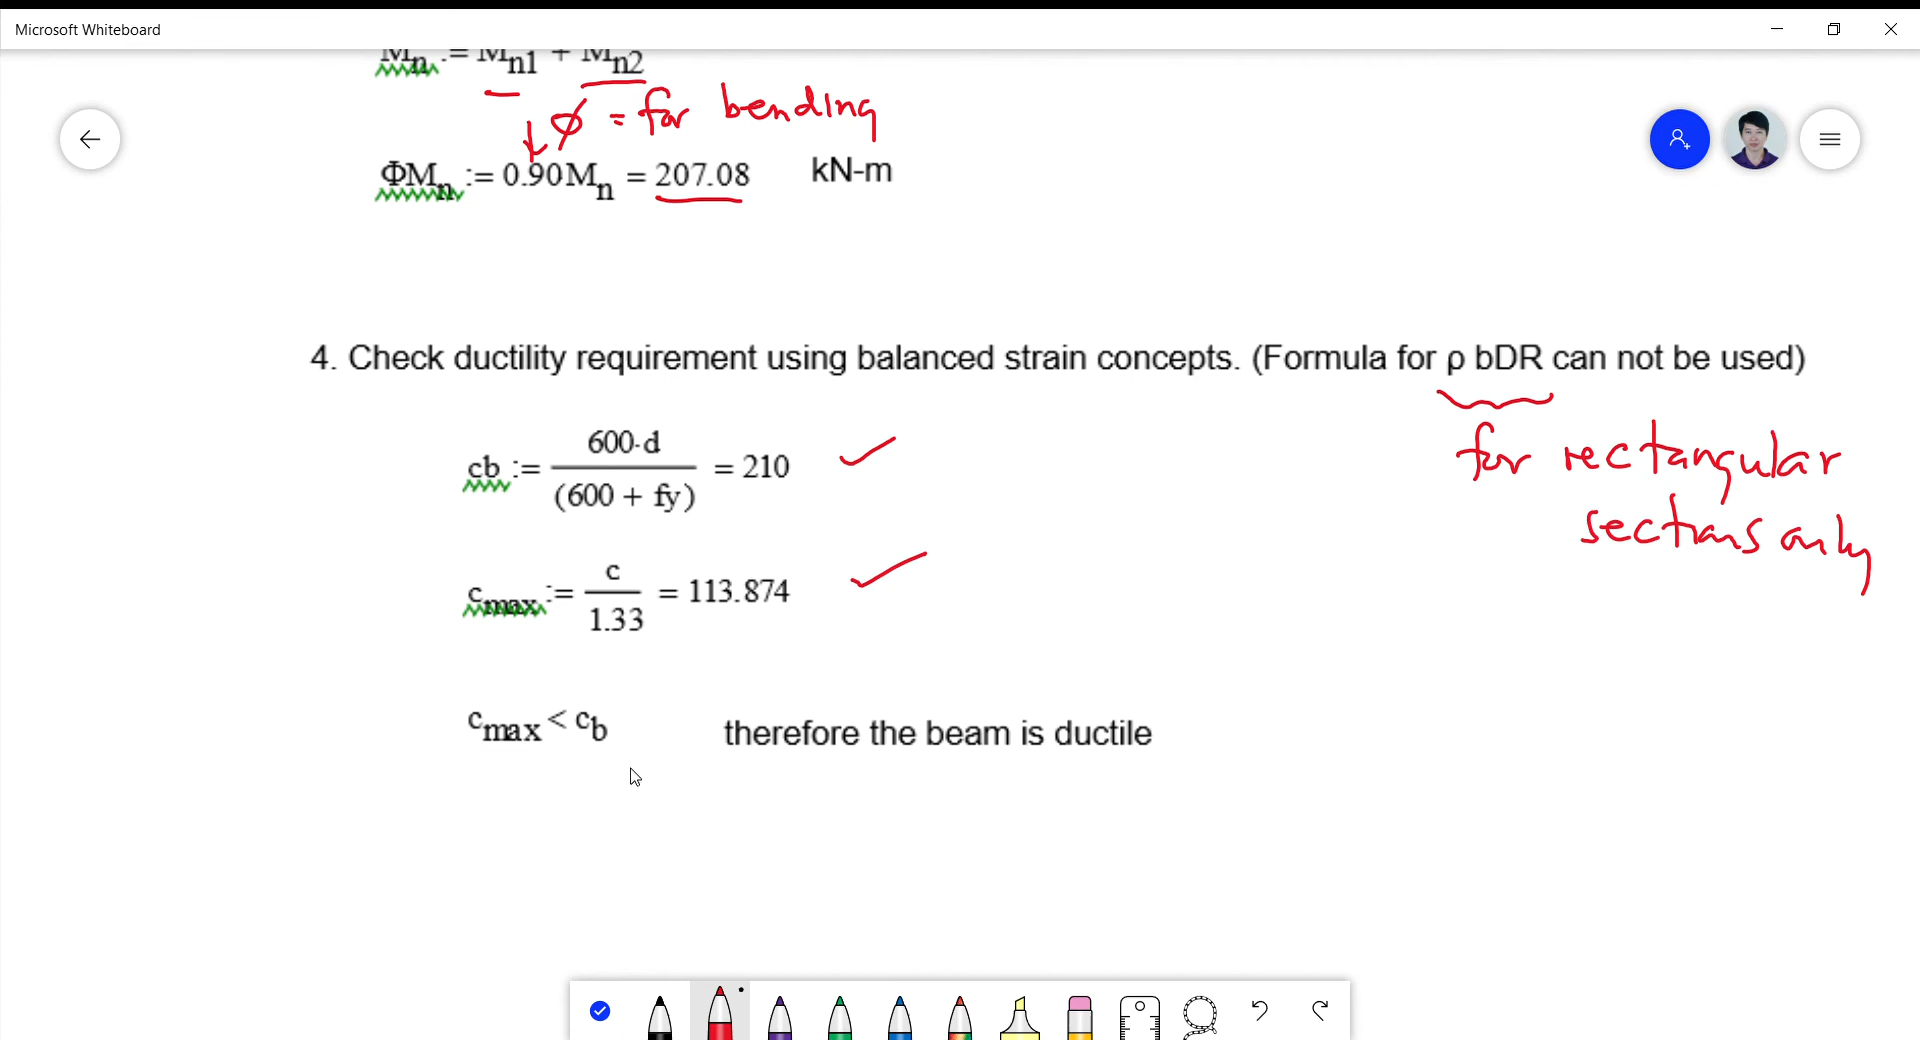 Microsoft Whiteboard
Mn := Mn1 + Mn2
ϕ = for bending
ΦMn := 0.90Mn = 207.08 kN-m
4. Check ductility requirement using balanced strain concepts. (Formula for ρ bDR can not be used)
for rectangular
sections only
cb := 600·d / (600 + fy) = 210
cmax := c / 1.33 = 113.874
cmax < cb therefore the beam is ductile